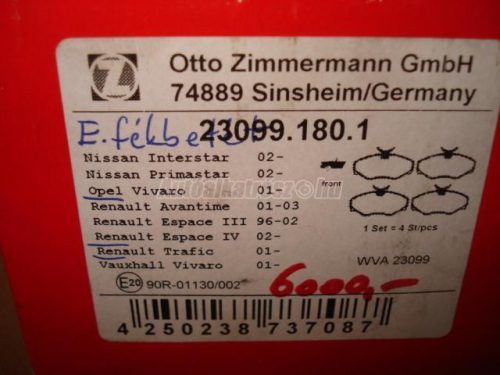 Otto Zimmermann GmbH
74889 Sinsheim/Germany
E.fékbetét
23099.180.1
Nissan Interstar 02-
Nissan Primastar 02-
Opel Vivaro 01-
Renault Avantime 01-03
Renault Espace III 96-02
Renault Espace IV 02-
Renault Trafic 01-
Vauxhall Vivaro 01-
front
1 Set = 4 St/pcs
WVA 23099
E20 90R-01130/002
6000,-
4 250238 737087